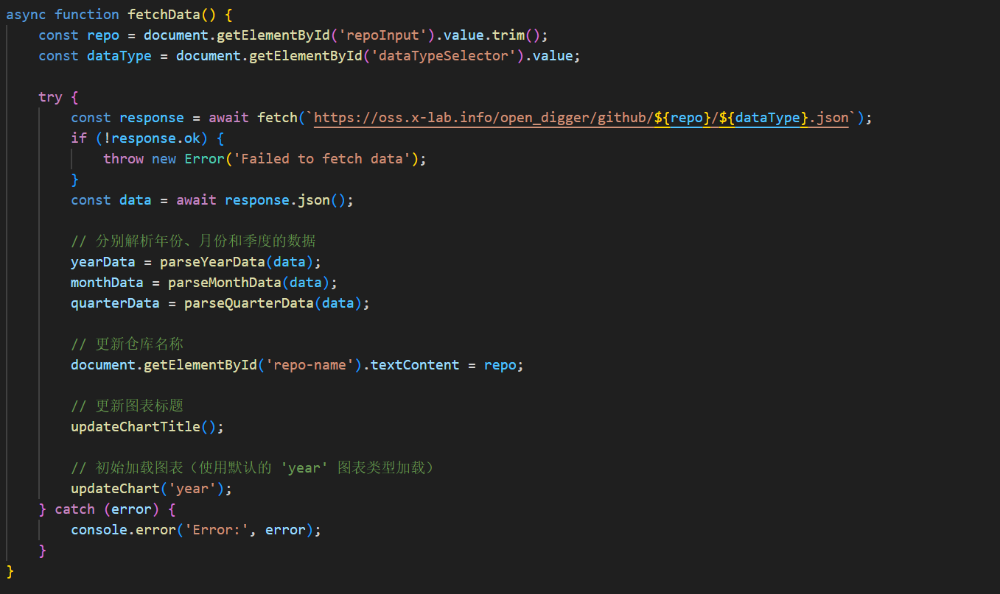 async function fetchData() {
const repo = document.getElementById('repoInput').value.trim();
const dataType = document.getElementById('dataTypeSelector').value;
try {
const response = await fetch(`https://oss.x-lab.info/open_digger/github/${repo}/${dataType}.json`);
if (!response.ok) {
throw new Error('Failed to fetch data');
}
const data = await response.json();
// 分别解析年份、月份和季度的数据
yearData = parseYearData(data);
monthData = parseMonthData(data);
quarterData = parseQuarterData(data);
// 更新仓库名称
document.getElementById('repo-name').textContent = repo;
// 更新图表标题
updateChartTitle();
// 初始加载图表（使用默认的 'year' 图表类型加载）
updateChart('year');
} catch (error) {
console.error('Error:', error);
}
}